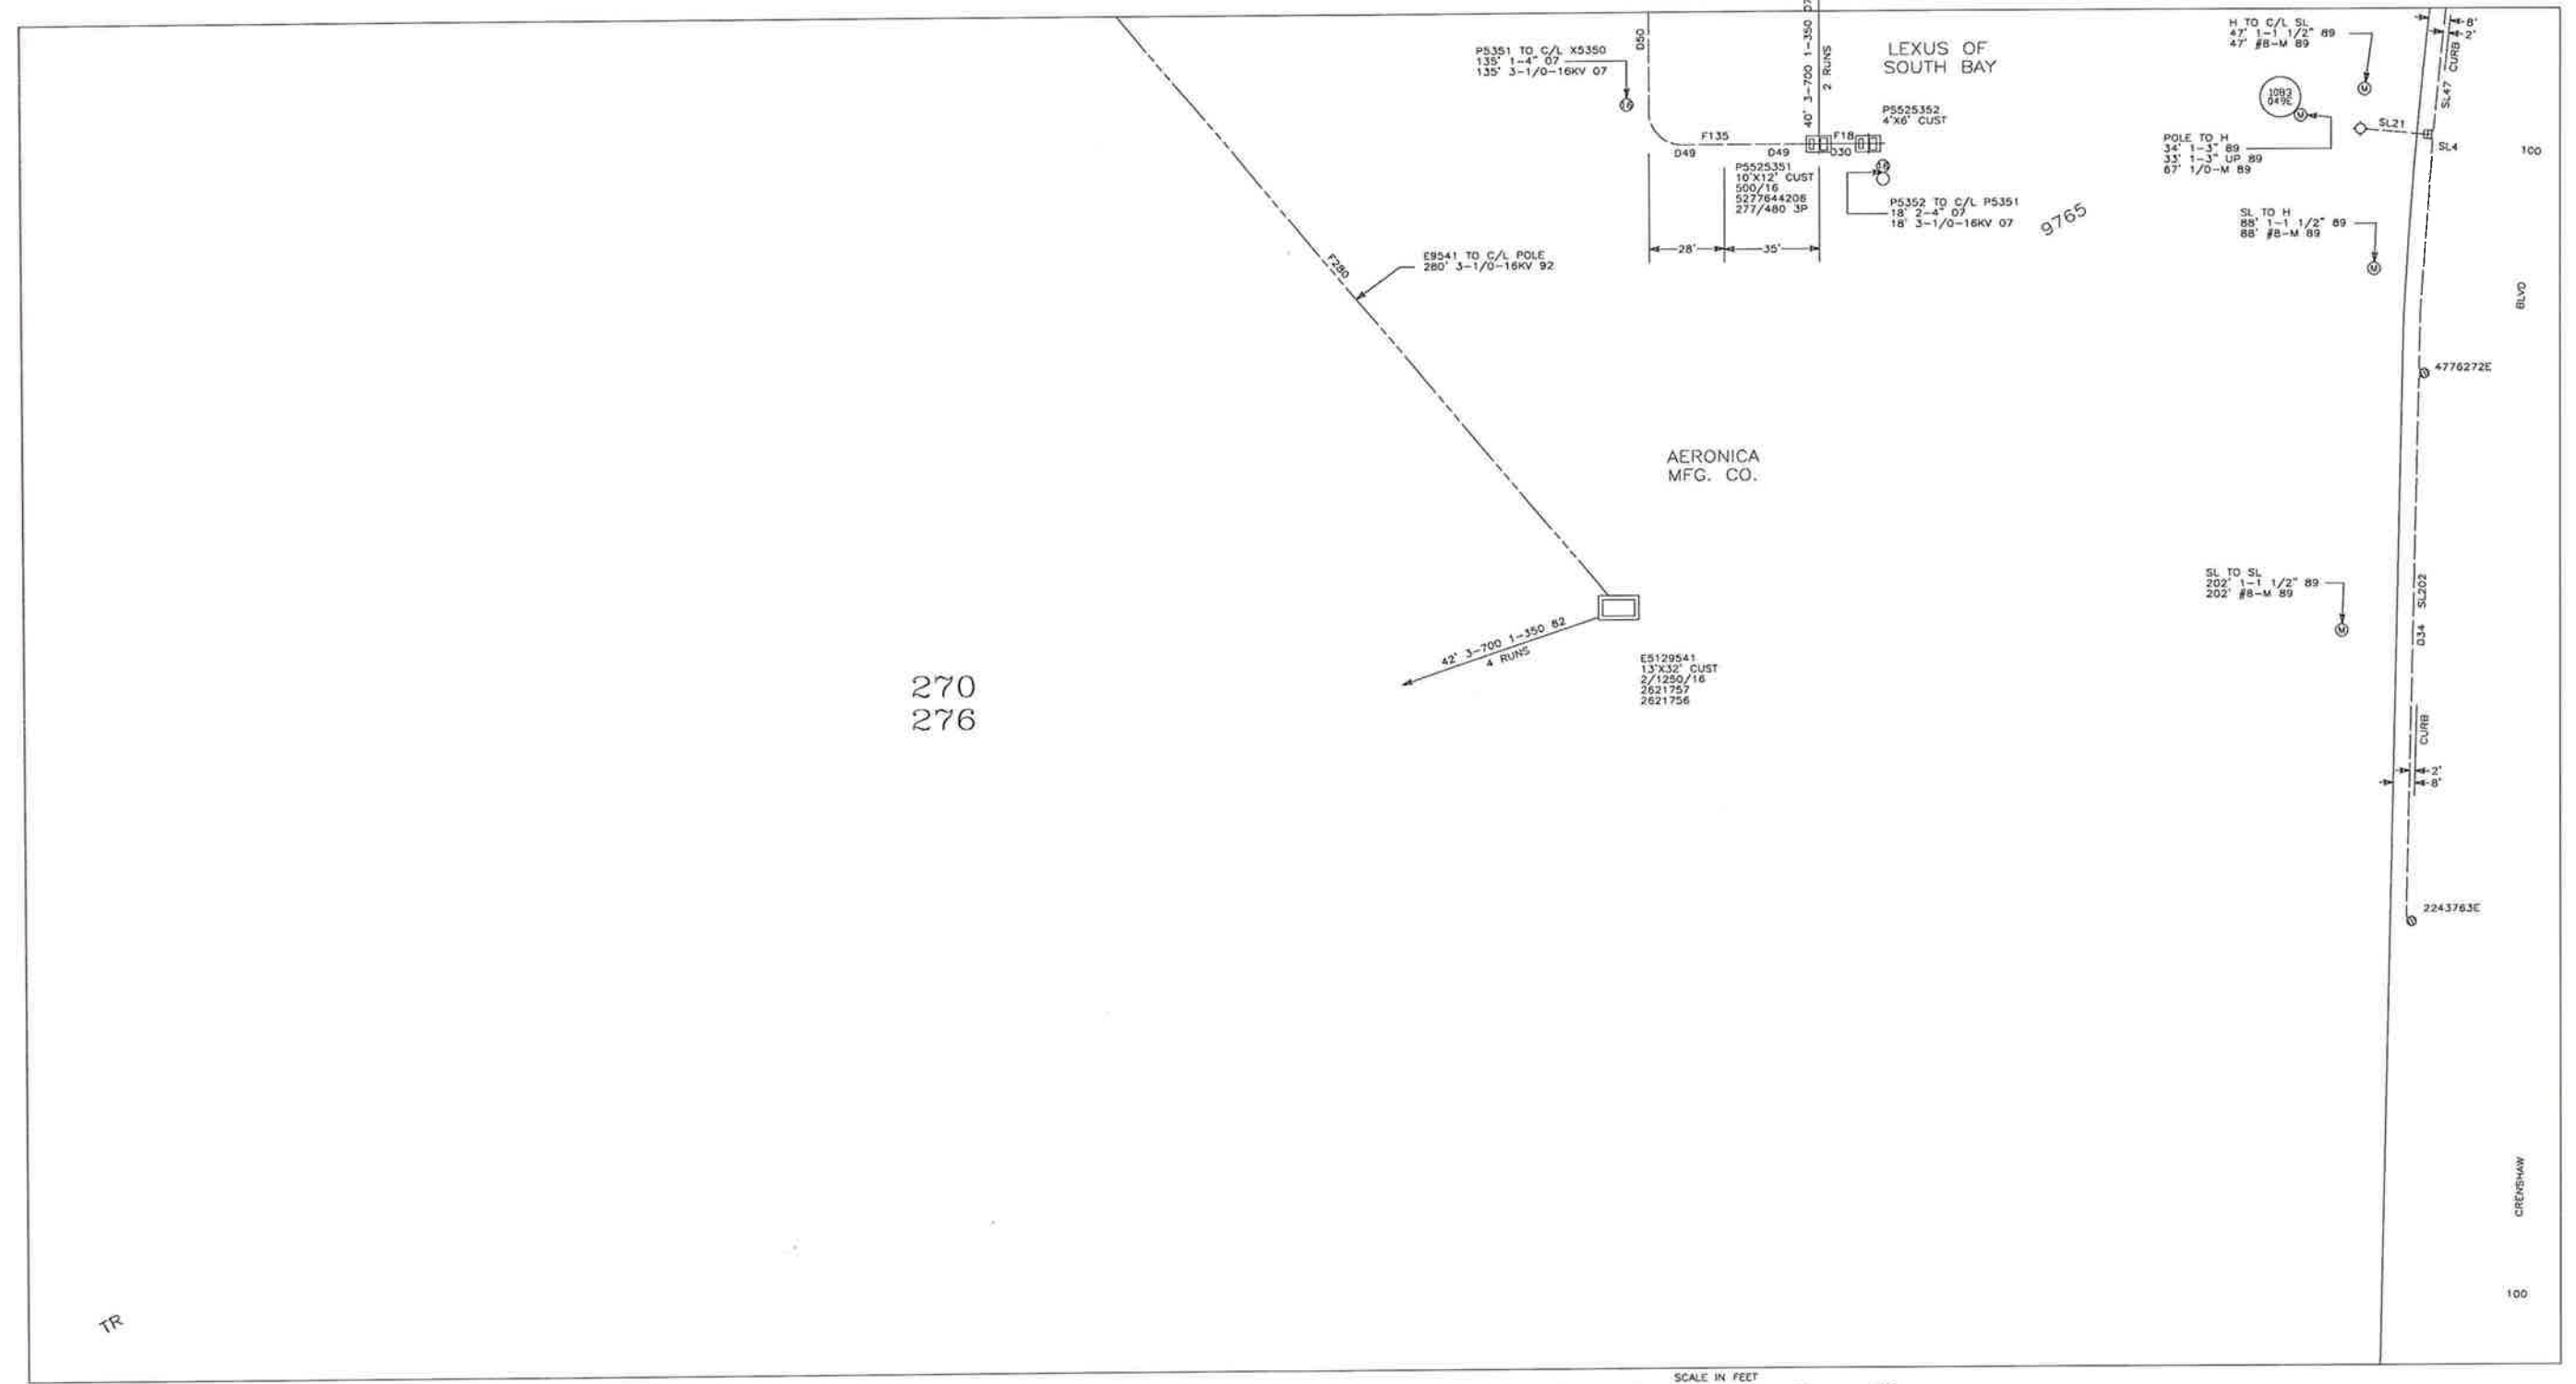 P5351 TO C/L X5350
135' 1-4" 07
135' 3-1/0-16KV 07
16
D50
F135
D49
D49
40' 3-700 1-350
2 RUNS
LEXUS OF
SOUTH BAY
P5525352
4'X6' CUST
F18
D30
16
P5525351
10'X12' CUST
500/16
5277644206
277/480 3P
P5352 TO C/L P5351
18' 2-4" 07
18' 3-1/0-16KV 07
28'
35'
9765
H TO C/L SL
47' 1-1 1/2" 89
47' #8-M 89
M
1083
049E
M
POLE TO H
34' 1-3" 89
33' 1-3" UP 89
67' 1/0-M 89
SL21
8'
2'
CURB
SL47
SL4
100
SL TO H
88' 1-1 1/2" 89
88' #8-M 89
M
BLVD
F280
E9541 TO C/L POLE
280' 3-1/0-16KV 92
4776272E
AERONICA
MFG. CO.
SL TO SL
202' 1-1 1/2" 89
202' #8-M 89
M
D34 SL202
42' 3-700 1-350 82
4 RUNS
E5129541
13'X32' CUST
2/1250/16
2621757
2621756
270
276
CURB
2'
8'
2243763E
CRENSHAW
100
TR
SCALE IN FEET